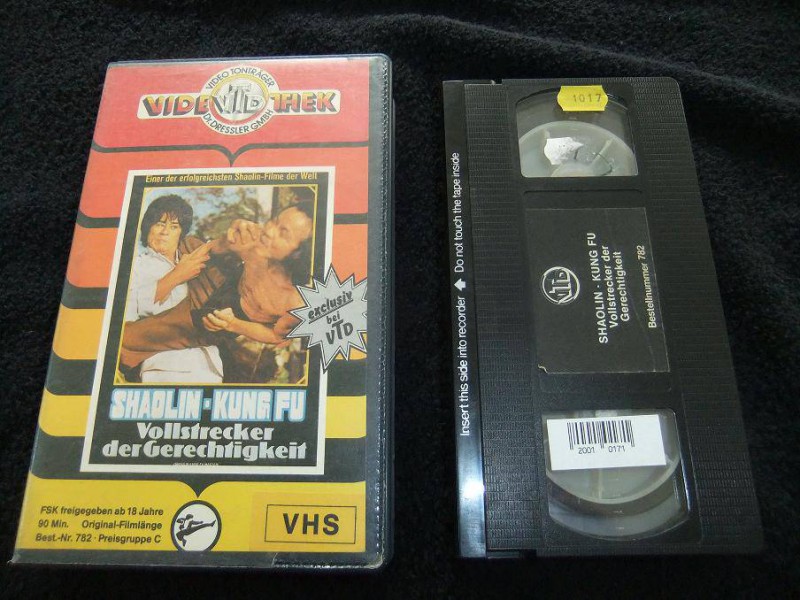 VIDEO TONTRÄGER
VIDE VTD THEK
Dr. DRESSLER GMBH
Einer der erfolgreichsten Shaolin-Filme der Welt
exclusiv
bei
VTD
SHAOLIN · KUNG FU
Vollstrecker
der Gerechtigkeit
FSK freigegeben ab 18 Jahre
90 Min. Original-Filmlänge
Best.-Nr. 782 · Preisgruppe C
VHS
Insert this side into recorder Do not touch the tape inside
1017
VTD
SHAOLIN · KUNG FU
Vollstrecker der
Gerechtigkeit
Bestellnummer 782
2001 0171